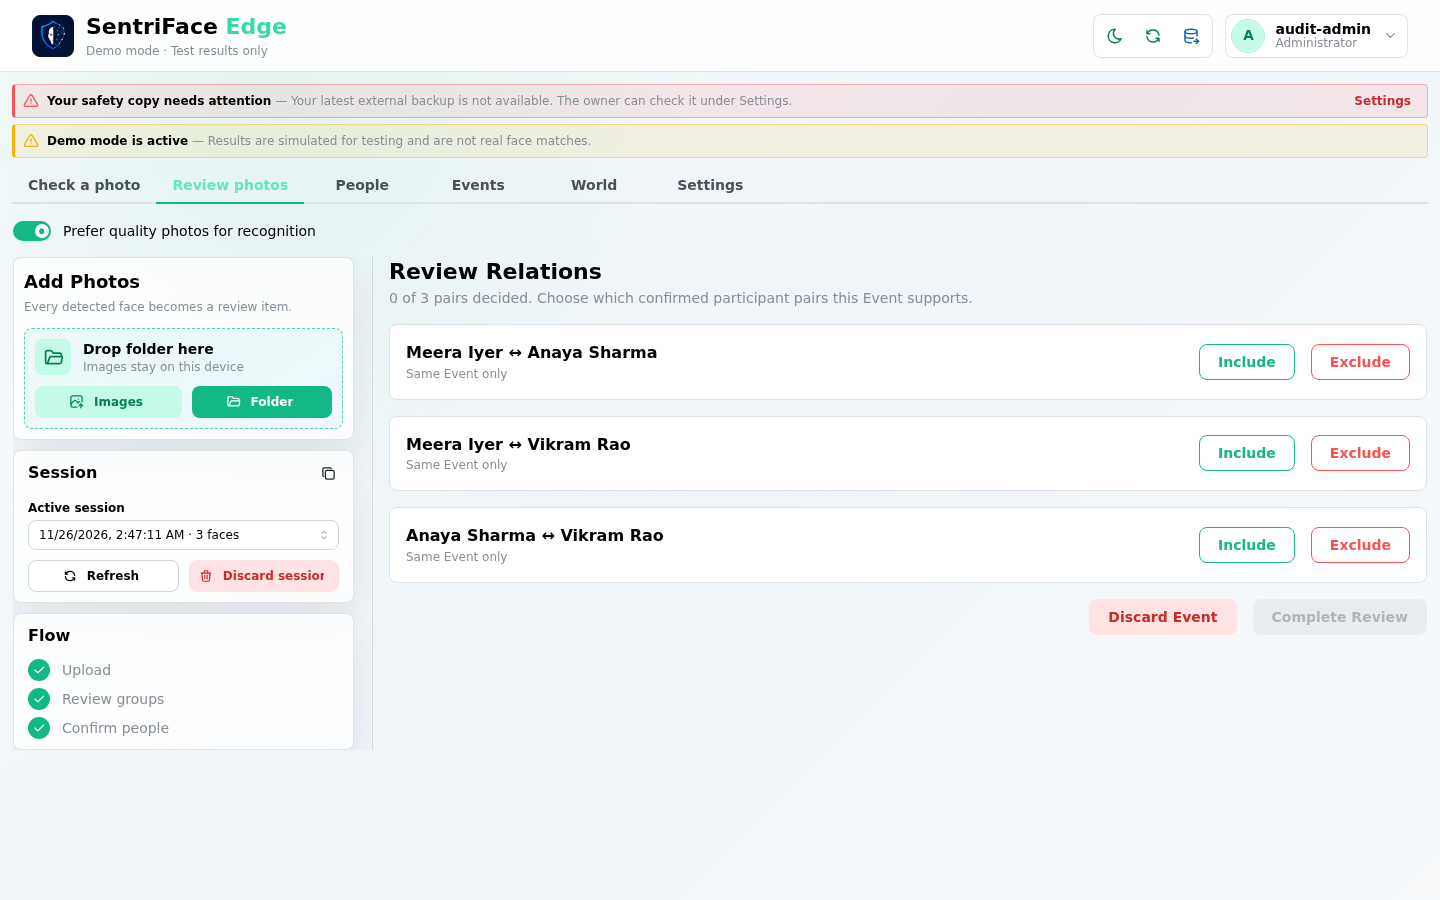 SentriFace Edge
Demo mode · Test results only
A
audit-admin
Administrator
Your safety copy needs attention — Your latest external backup is not available. The owner can check it under Settings.
Settings
Demo mode is active — Results are simulated for testing and are not real face matches.
Check a photo
Review photos
People
Events
World
Settings
Prefer quality photos for recognition
Add Photos
Every detected face becomes a review item.
Drop folder here
Images stay on this device
Images
Folder
Session
Active session
11/26/2026, 2:47:11 AM · 3 faces
Refresh
Discard session
Flow
Upload
Review groups
Confirm people
Review Relations
0 of 3 pairs decided. Choose which confirmed participant pairs this Event supports.
Meera Iyer ↔ Anaya Sharma
Same Event only
Include
Exclude
Meera Iyer ↔ Vikram Rao
Same Event only
Include
Exclude
Anaya Sharma ↔ Vikram Rao
Same Event only
Include
Exclude
Discard Event
Complete Review